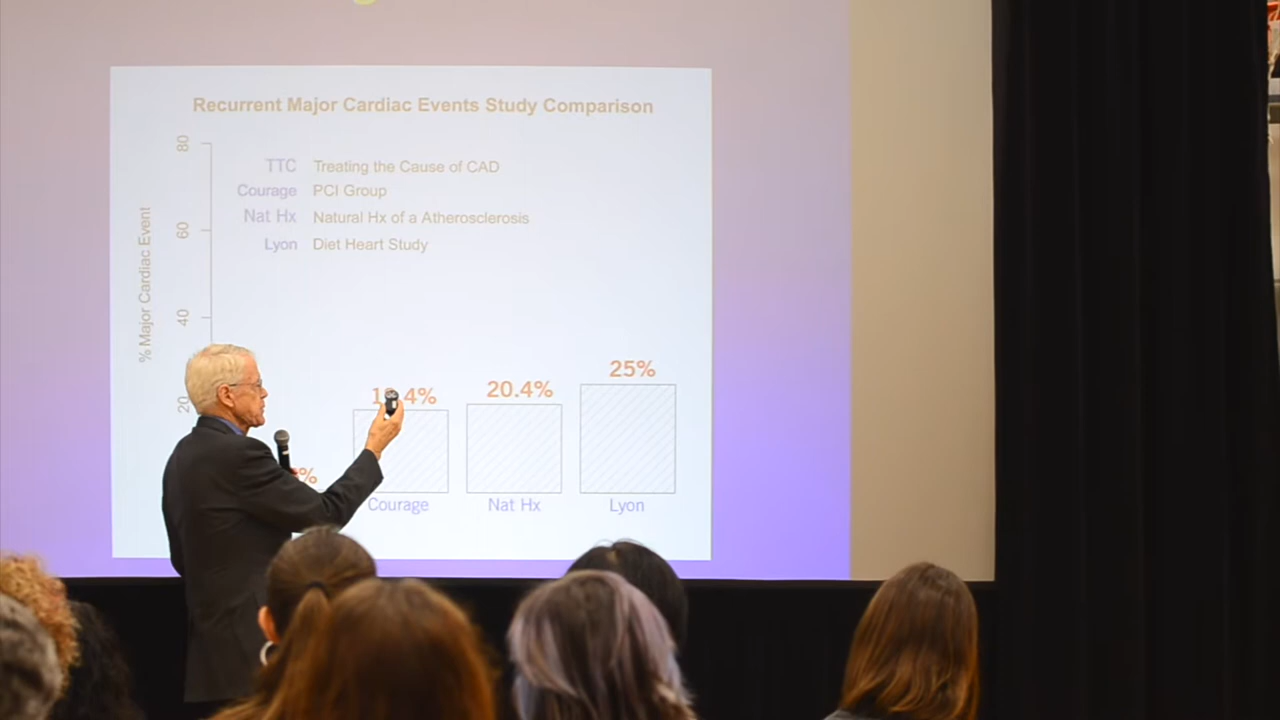 Recurrent Major Cardiac Events Study Comparison
80
TTC Treating the Cause of CAD
Courage PCI Group
60
Nat Hx Natural Hx of a Atherosclerosis
Lyon Diet Heart Study
% Major Cardiac Event
40
25%
20.4%
20
Courage
Nat Hx
Lyon